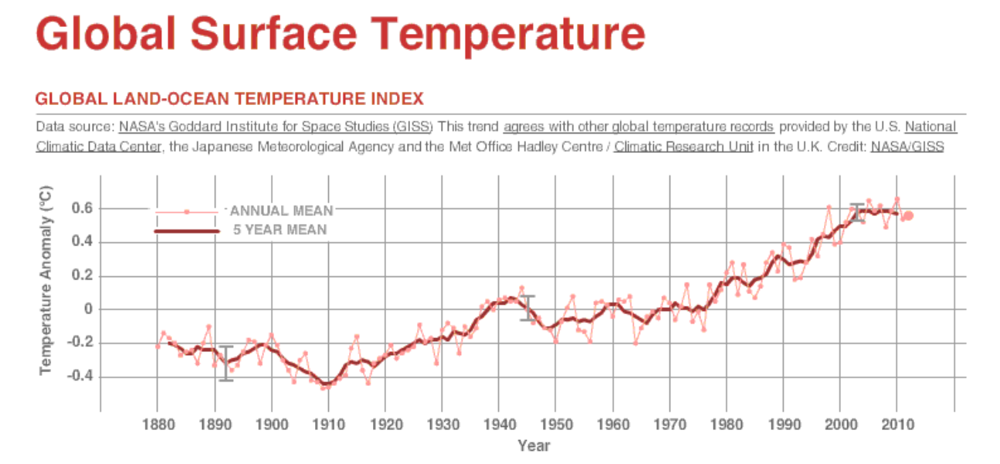 Global Surface Temperature
GLOBAL LAND-OCEAN TEMPERATURE INDEX
Data source: NASA's Goddard Institute for Space Studies (GISS) This trend agrees with other global temperature records provided by the U.S. National
Climatic Data Center, the Japanese Meteorological Agency and the Met Office Hadley Centre / Climatic Research Unit in the U.K. Credit: NASA/GISS
Temperature Anomaly (°C)
0.6
0.4
0.2
0
-0.2
-0.4
ANNUAL MEAN
5 YEAR MEAN
1880 1890 1900 1910 1920 1930 1940 1950 1960 1970 1980 1990 2000 2010
Year